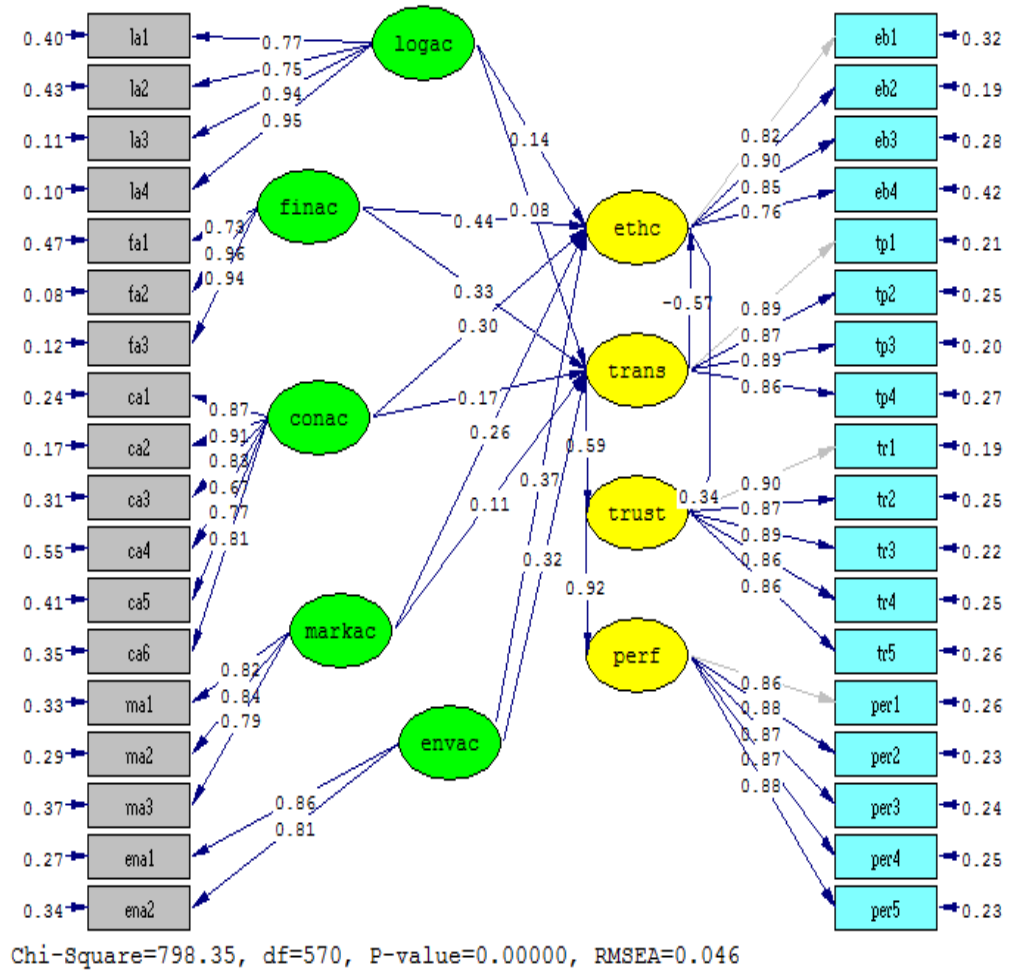 0.40 la1 0.77 logac eb1 0.32
0.43 la2 0.75 eb2 0.19
0.94
0.11 la3 0.95 0.14 0.82 eb3 0.28
0.90
0.10 la4 finac 0.08 0.85 eb4 0.42
0.44 ethc 0.76
0.47 fa1 0.73 tp1 0.21
0.96
0.08 fa2 0.94 0.33 -0.57 0.89 tp2 0.25
0.30 0.87
0.12 fa3 trans 0.89 tp3 0.20
0.86
0.24 ca1 0.87 conac 0.17 tp4 0.27
0.17 ca2 0.91 0.26 0.59 tr1 0.19
0.83
0.31 ca3 0.67 0.37 0.90 tr2 0.25
0.77 0.11 trust 0.34 0.87
0.55 ca4 0.81 0.89 tr3 0.22
0.32 0.86
0.41 ca5 0.92 0.86 tr4 0.25
0.35 ca6 markac perf tr5 0.26
0.82 0.86
0.33 ma1 0.84 0.88 per1 0.26
0.79 0.87
0.29 ma2 envac 0.87 per2 0.23
0.88
0.37 ma3 0.86 per3 0.24
0.81
0.27 ena1 per4 0.25
0.34 ena2 per5 0.23
Chi-Square=798.35, df=570, P-value=0.00000, RMSEA=0.046